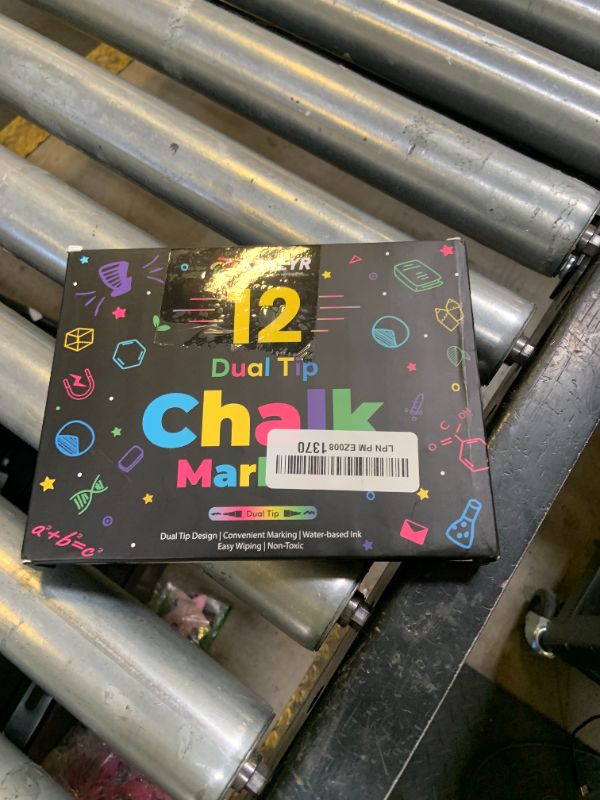 12
Dual Tip
Chalk
Mar
LPN PM EZ008 1370
Dual Tip
Dual Tip Design | Convenient Marking | Water-based Ink
Easy Wiping | Non-Toxic
a²+b²=c²